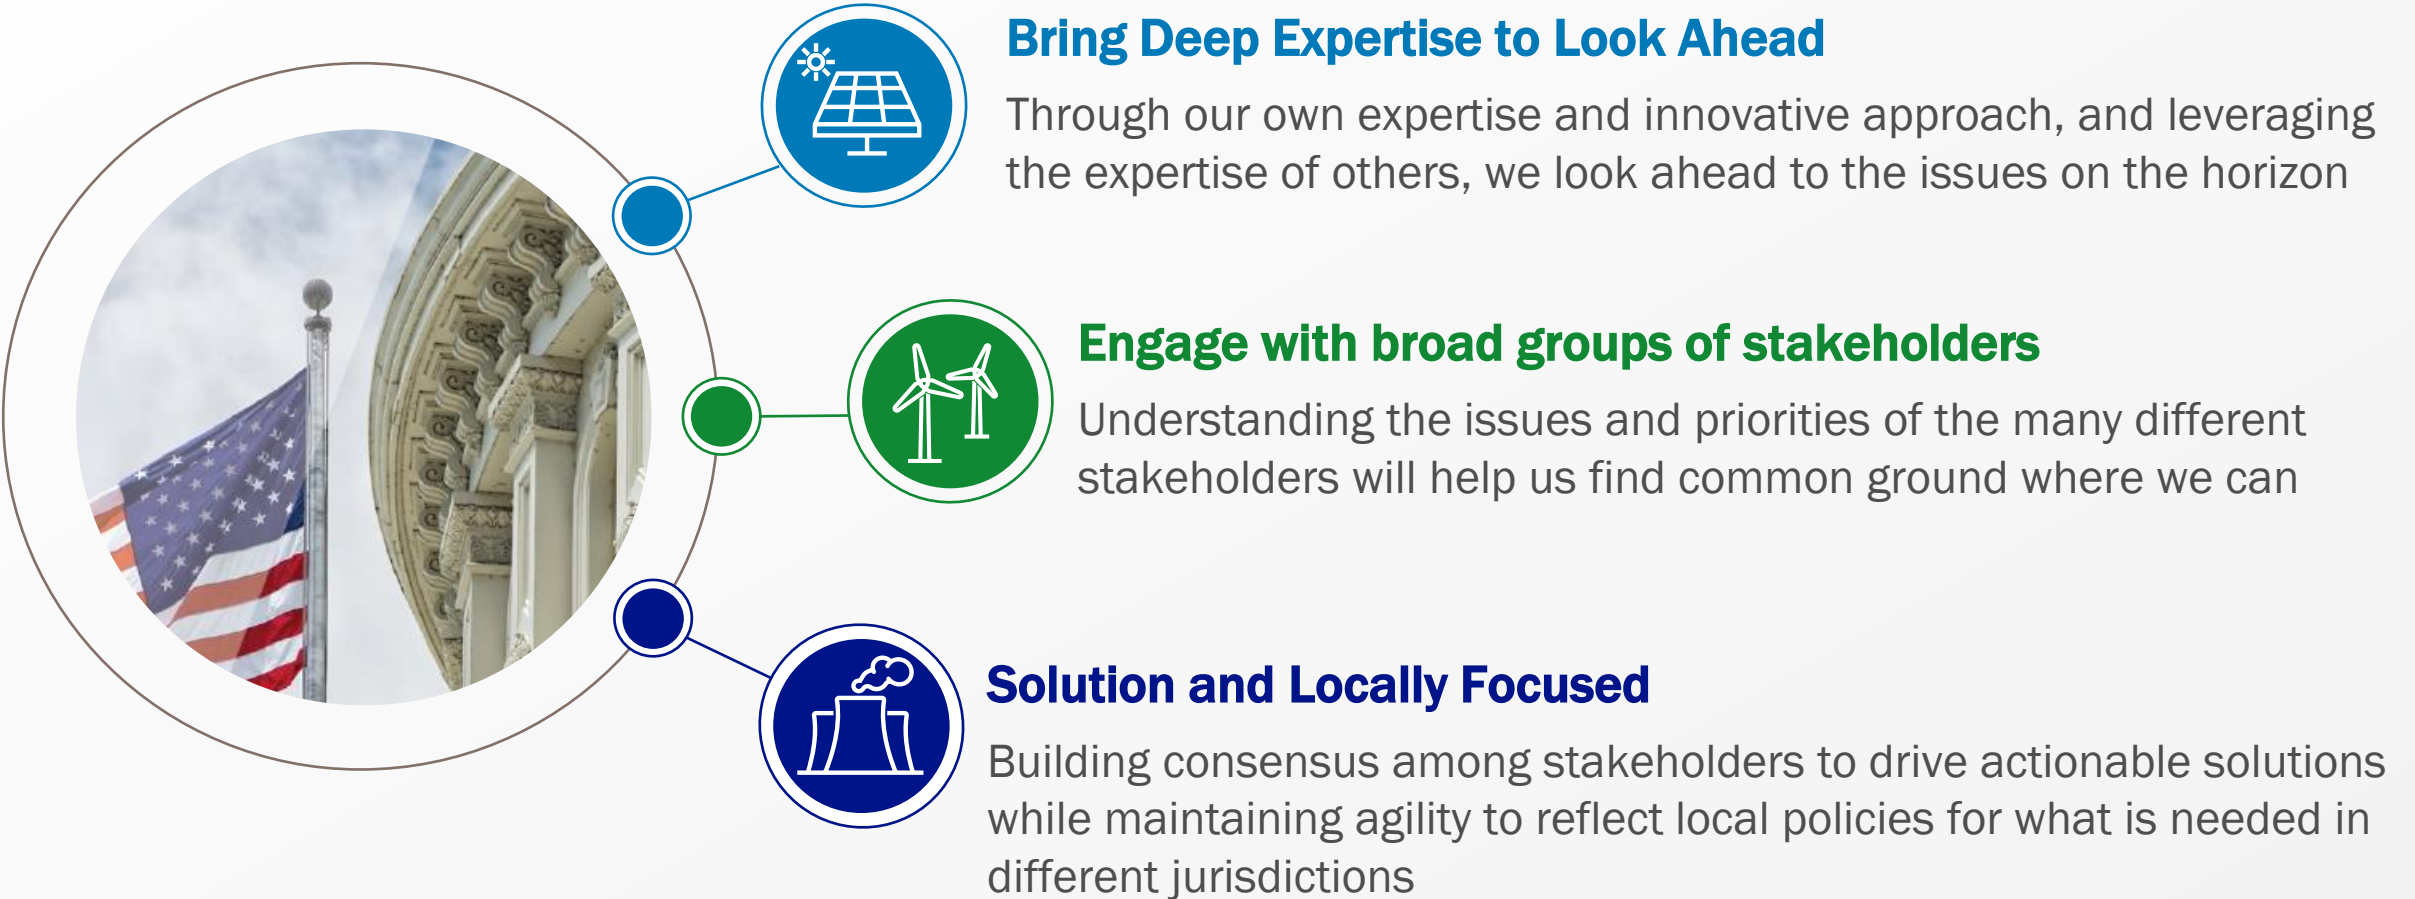 Bring Deep Expertise to Look Ahead
Through our own expertise and innovative approach, and leveraging
the expertise of others, we look ahead to the issues on the horizon
Engage with broad groups of stakeholders
Understanding the issues and priorities of the many different
stakeholders will help us find common ground where we can
Solution and Locally Focused
Building consensus among stakeholders to drive actionable solutions
while maintaining agility to reflect local policies for what is needed in
different jurisdictions